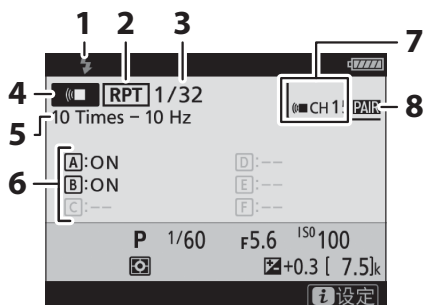 1 2 3
4 RPT 1/32 7
CH 15 PAIR 8
5 10 Times – 10 Hz
6 A:ON D:--
B:ON E:--
C:-- F:--
P 1/60 F5.6 ISO 100
+0.3 [ 7.5]k
i 设定